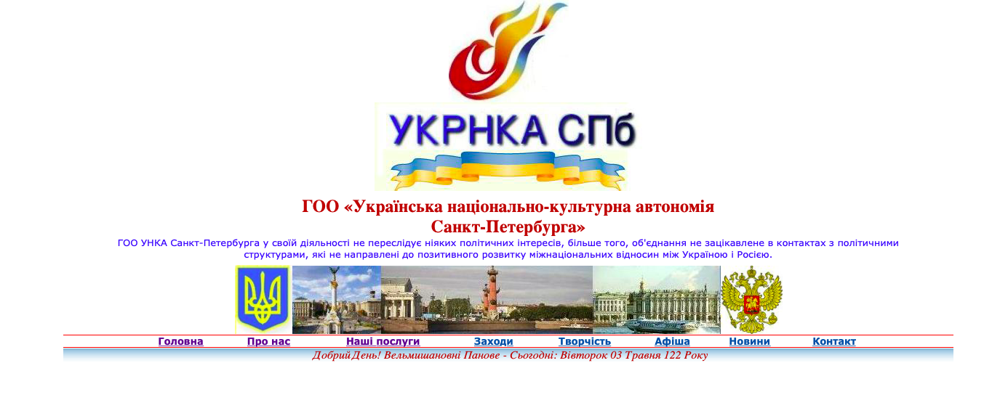 УКРНКА СПб
ГОО «Українська національно-культурна автономія
Санкт-Петербурга»
ГОО УНКА Санкт-Петербурга у своїй діяльності не переслідує ніяких політичних інтересів, більше того, об'єднання не зацікавлене в контактах з політичними
структурами, які не направлені до позитивного розвитку міжнаціональних відносин між Україною і Росією.
Головна Про нас Наші послуги Заходи Творчість Афіша Новини Контакт
Добрий День! Вельмишановні Панове - Сьогодні: Вівторок 03 Травня 122 Року